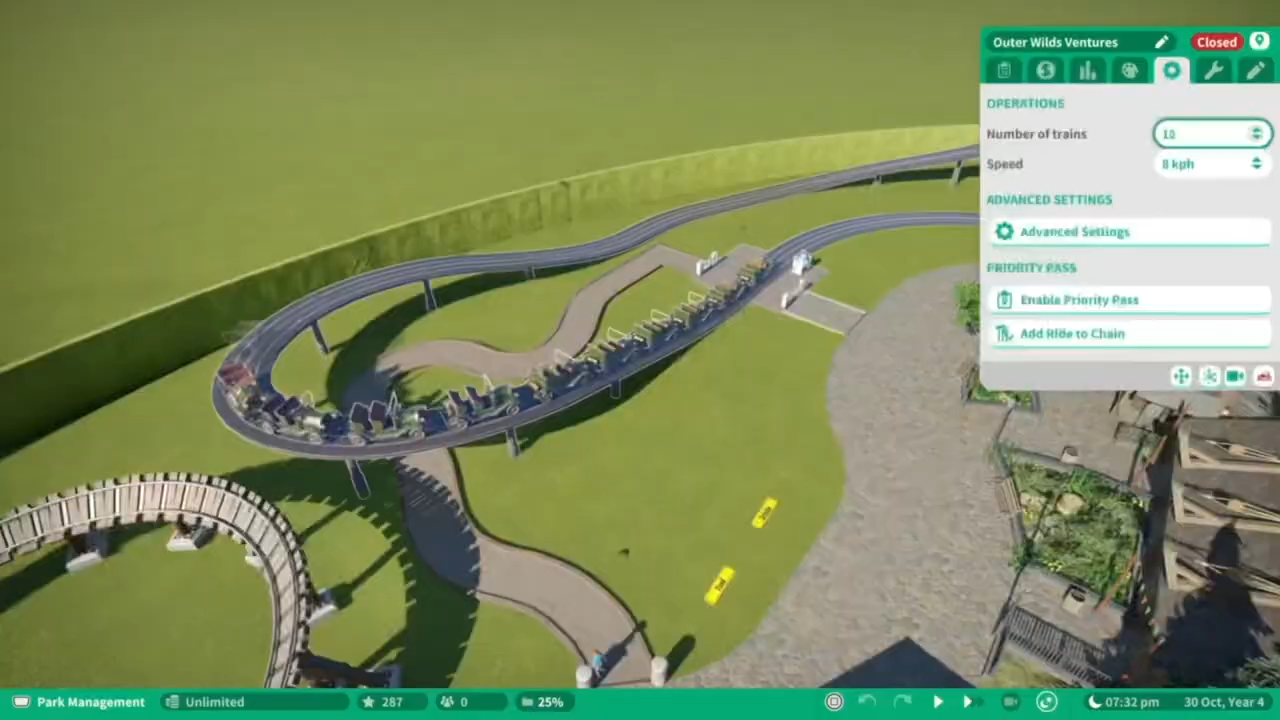 Outer Wilds Ventures
Closed
OPERATIONS
Number of trains
10
Speed
8 kph
ADVANCED SETTINGS
Advanced Settings
PRIORITY PASS
Enable Priority Pass
Add Ride to Chain
Park Management
Unlimited
287
0
25%
07:32 pm
30 Oct, Year 4